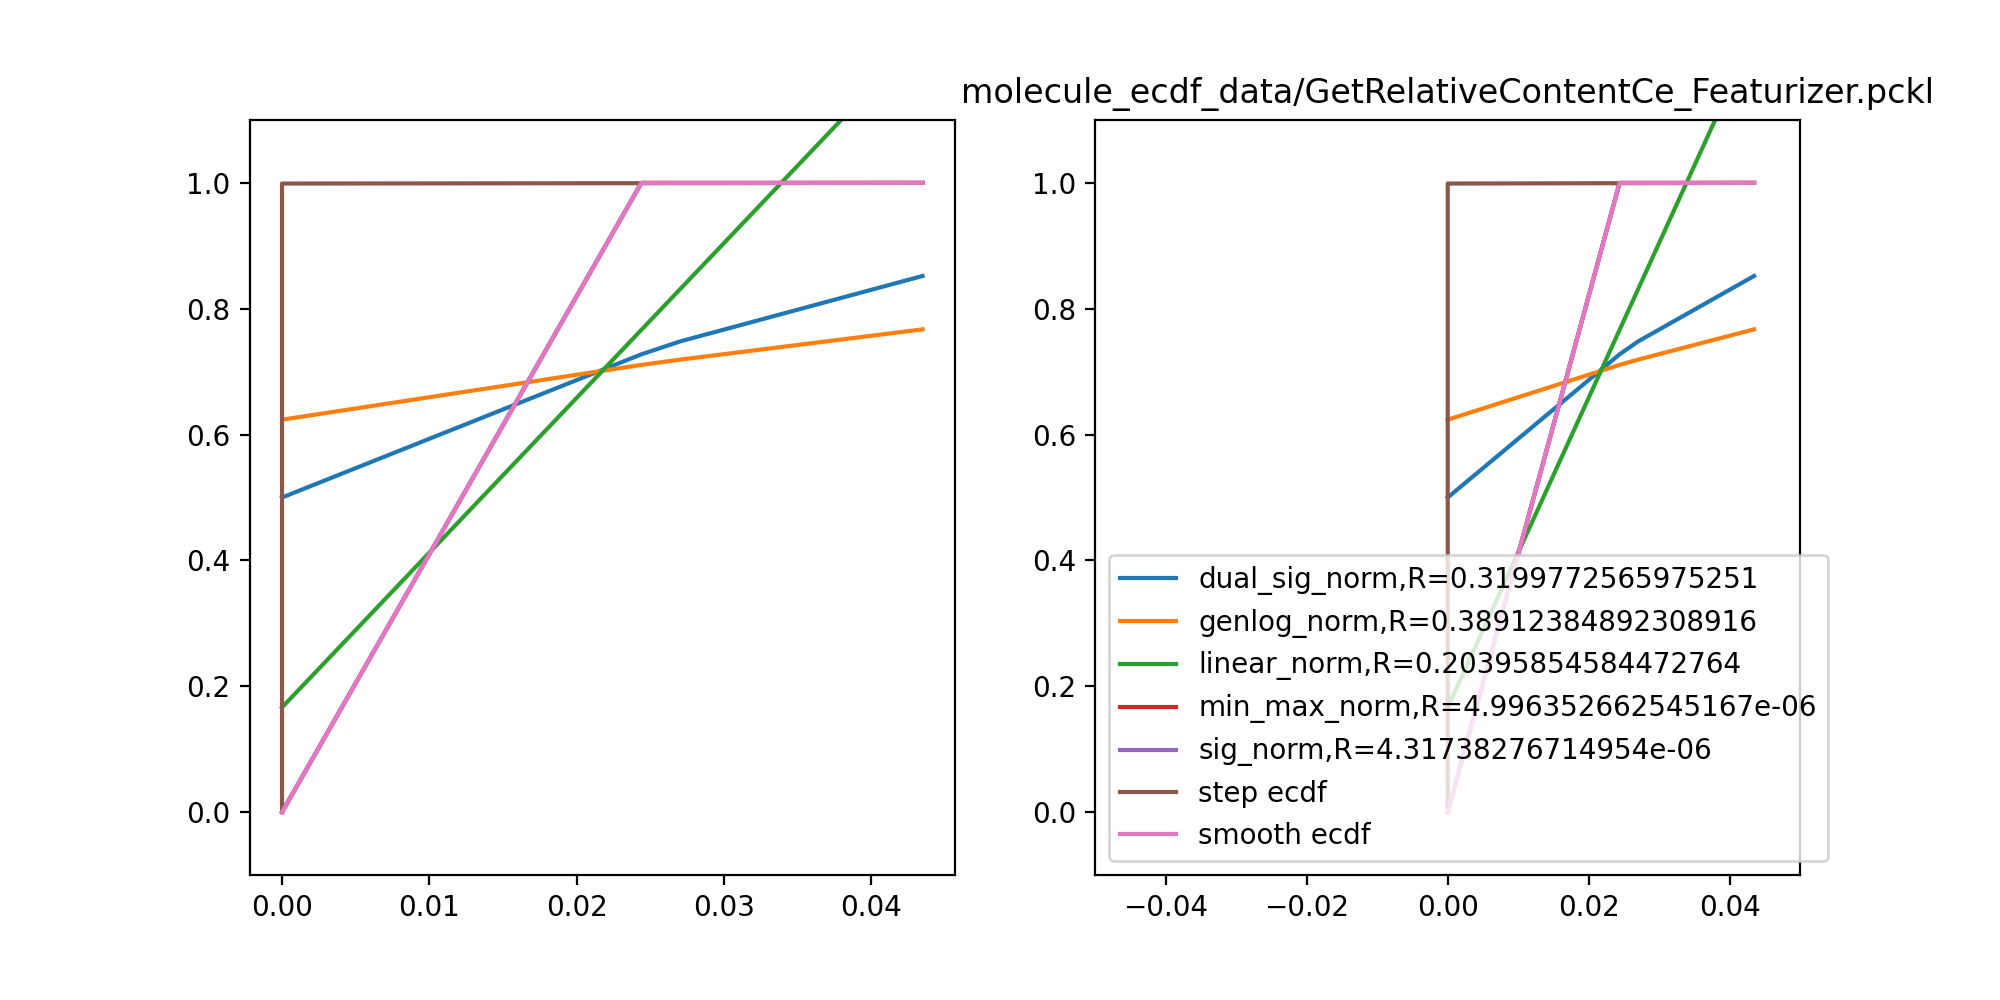 molecule_ecdf_data/GetRelativeContentCe_Featurizer.pckl
1.0
0.8
0.6
0.4
0.2
0.0
0.00 0.01 0.02 0.03 0.04
1.0
0.8
0.6
0.4
0.2
0.0
−0.04 −0.02 0.00 0.02 0.04
dual_sig_norm,R=0.3199772565975251
genlog_norm,R=0.38912384892308916
linear_norm,R=0.20395854584472764
min_max_norm,R=4.996352662545167e-06
sig_norm,R=4.31738276714954e-06
step ecdf
smooth ecdf